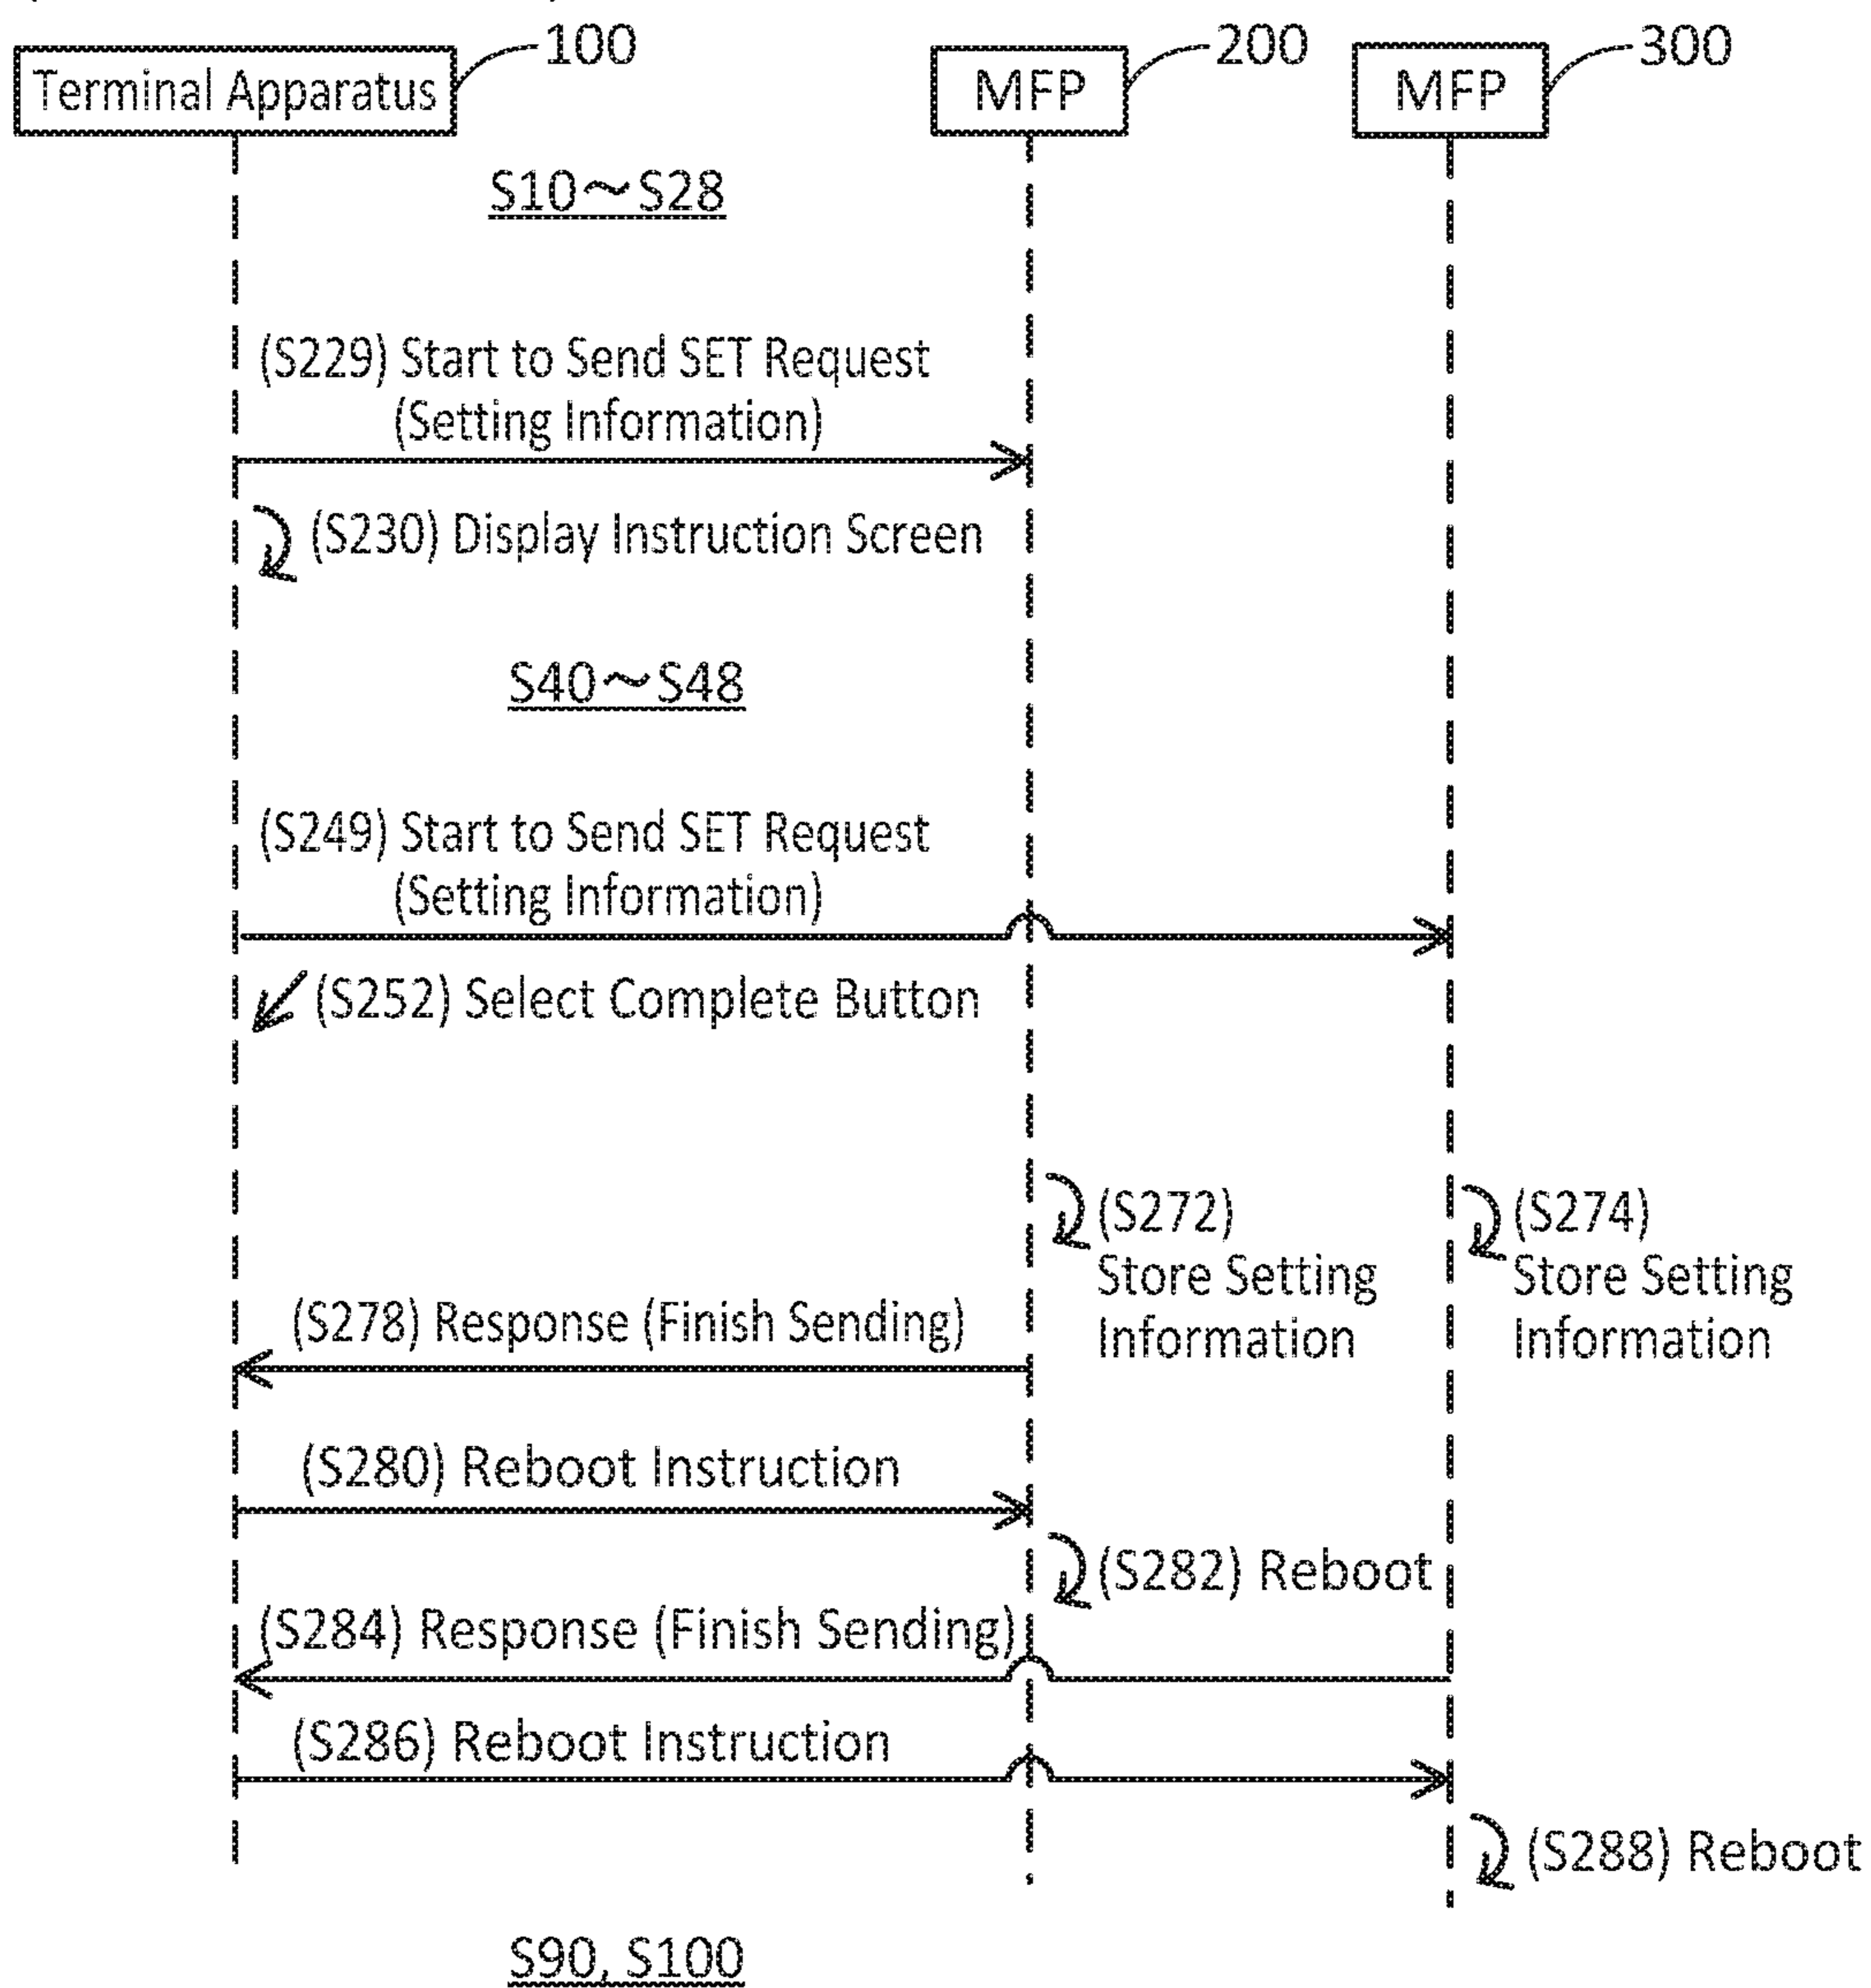 100
200
300
Terminal Apparatus
MFP
MFP
S10～S28
(S229) Start to Send SET Request
(Setting Information)
(S230) Display Instruction Screen
S40～S48
(S249) Start to Send SET Request
(Setting Information)
(S252) Select Complete Button
(S272)
Store Setting
Information
(S274)
Store Setting
Information
(S278) Response (Finish Sending)
(S280) Reboot Instruction
(S282) Reboot
(S284) Response (Finish Sending)
(S286) Reboot Instruction
(S288) Reboot
S90, S100